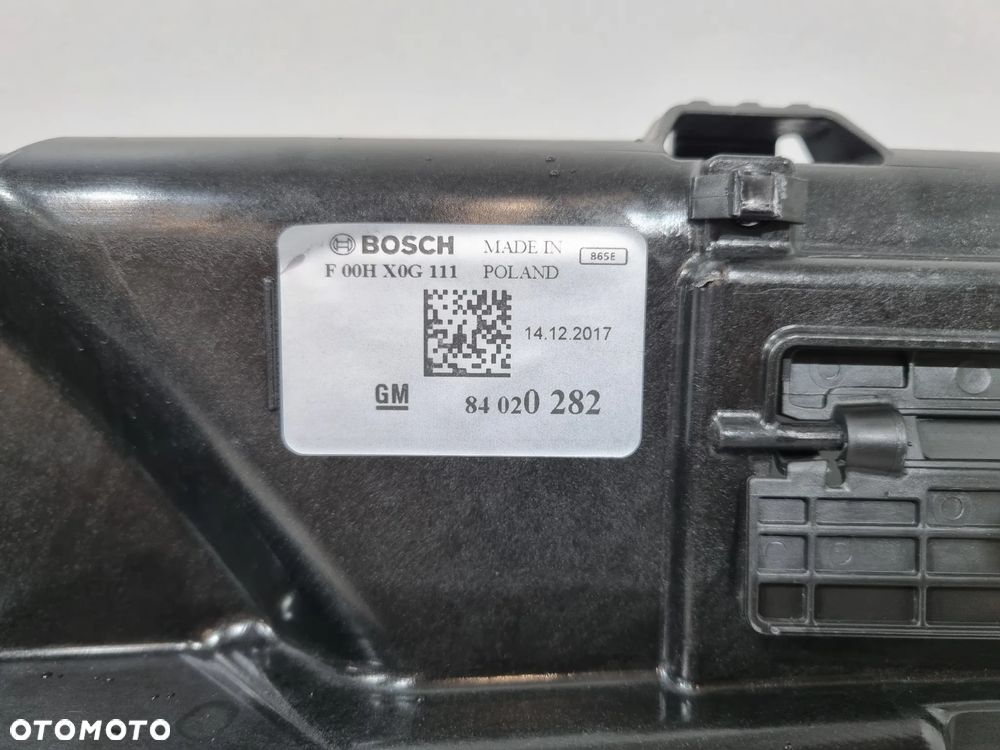 BOSCH MADE IN 865E
F 00H X0G 111 POLAND
14.12.2017
GM 84 020 282
OTOMOTO